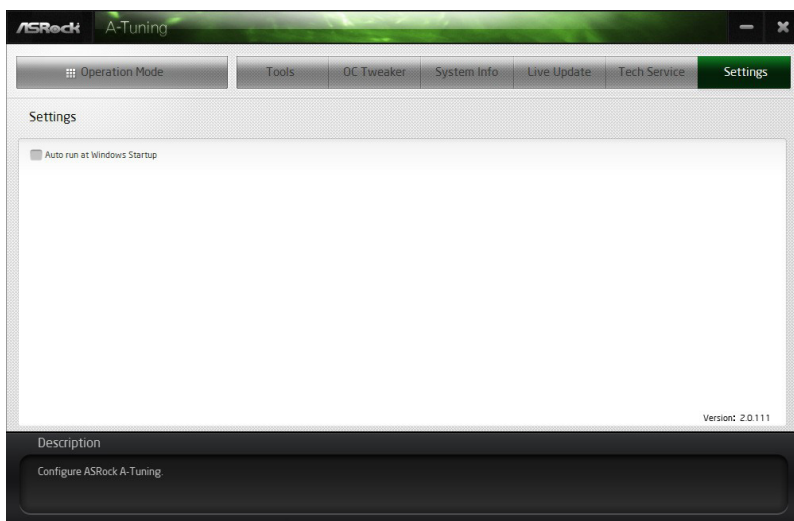 ASRock A-Tuning
Operation Mode Tools OC Tweaker System Info Live Update Tech Service Settings
Settings
Auto run at Windows Startup
Version: 2.0.111
Description
Configure ASRock A-Tuning.